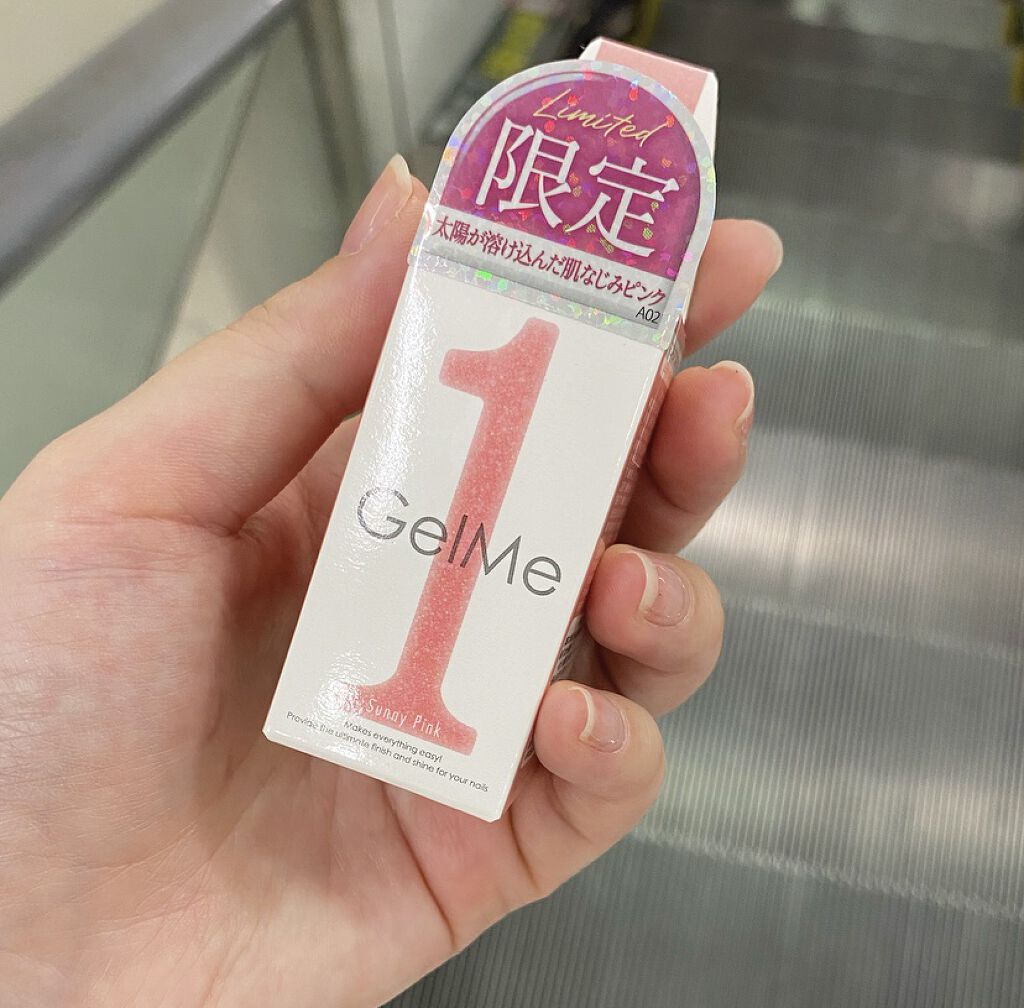 Limited
限定
太陽が溶け込んだ肌なじみピンク
A02
1
GelMe
Sunny Pink
Makes everything easy!
Provide the ultimate finish and shine for your nails